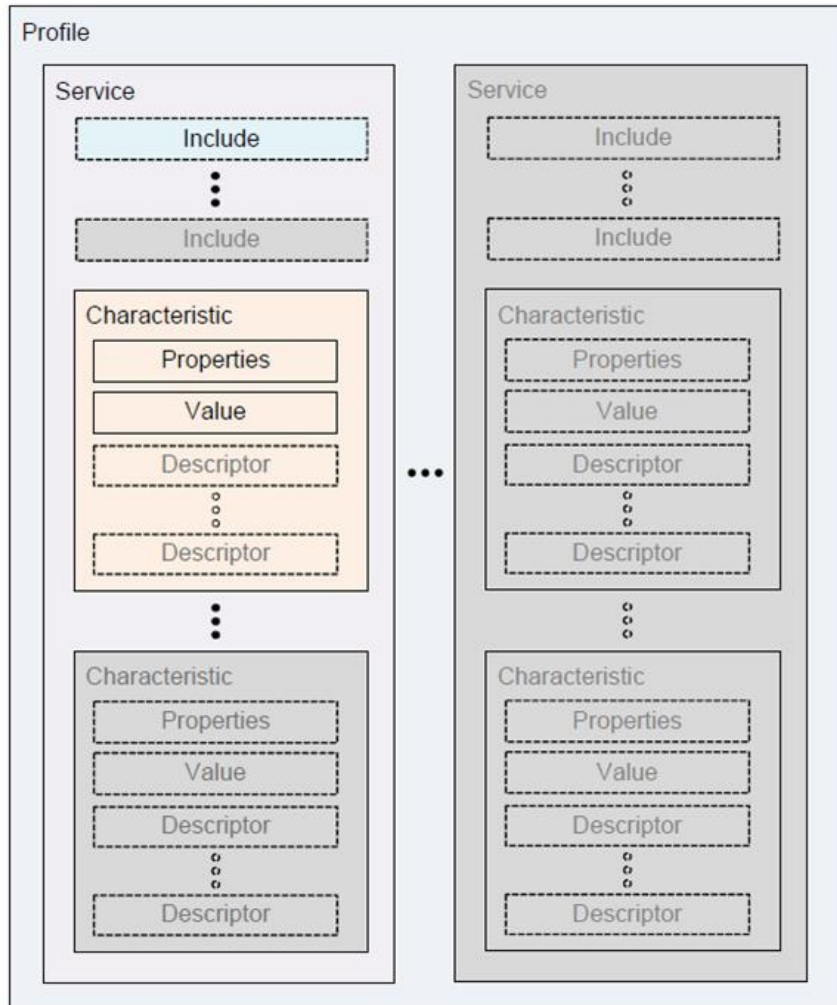 Profile
Service
Include
Include
Characteristic
Properties
Value
Descriptor
Descriptor
Characteristic
Properties
Value
Descriptor
Descriptor
Service
Include
Include
Characteristic
Properties
Value
Descriptor
Descriptor
Characteristic
Properties
Value
Descriptor
Descriptor